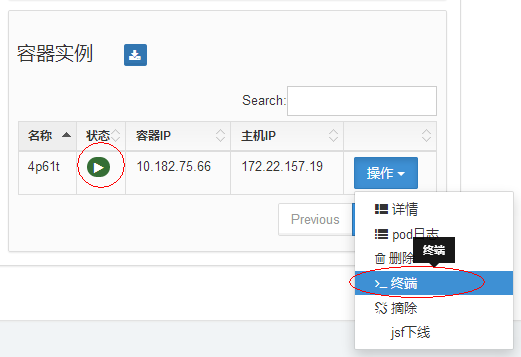 容器实例
Search:
名称 状态 容器IP 主机IP
4p61t 10.182.75.66 172.22.157.19 操作
Previous
详情
pod日志
删除
终端
终端
摘除
jsf下线